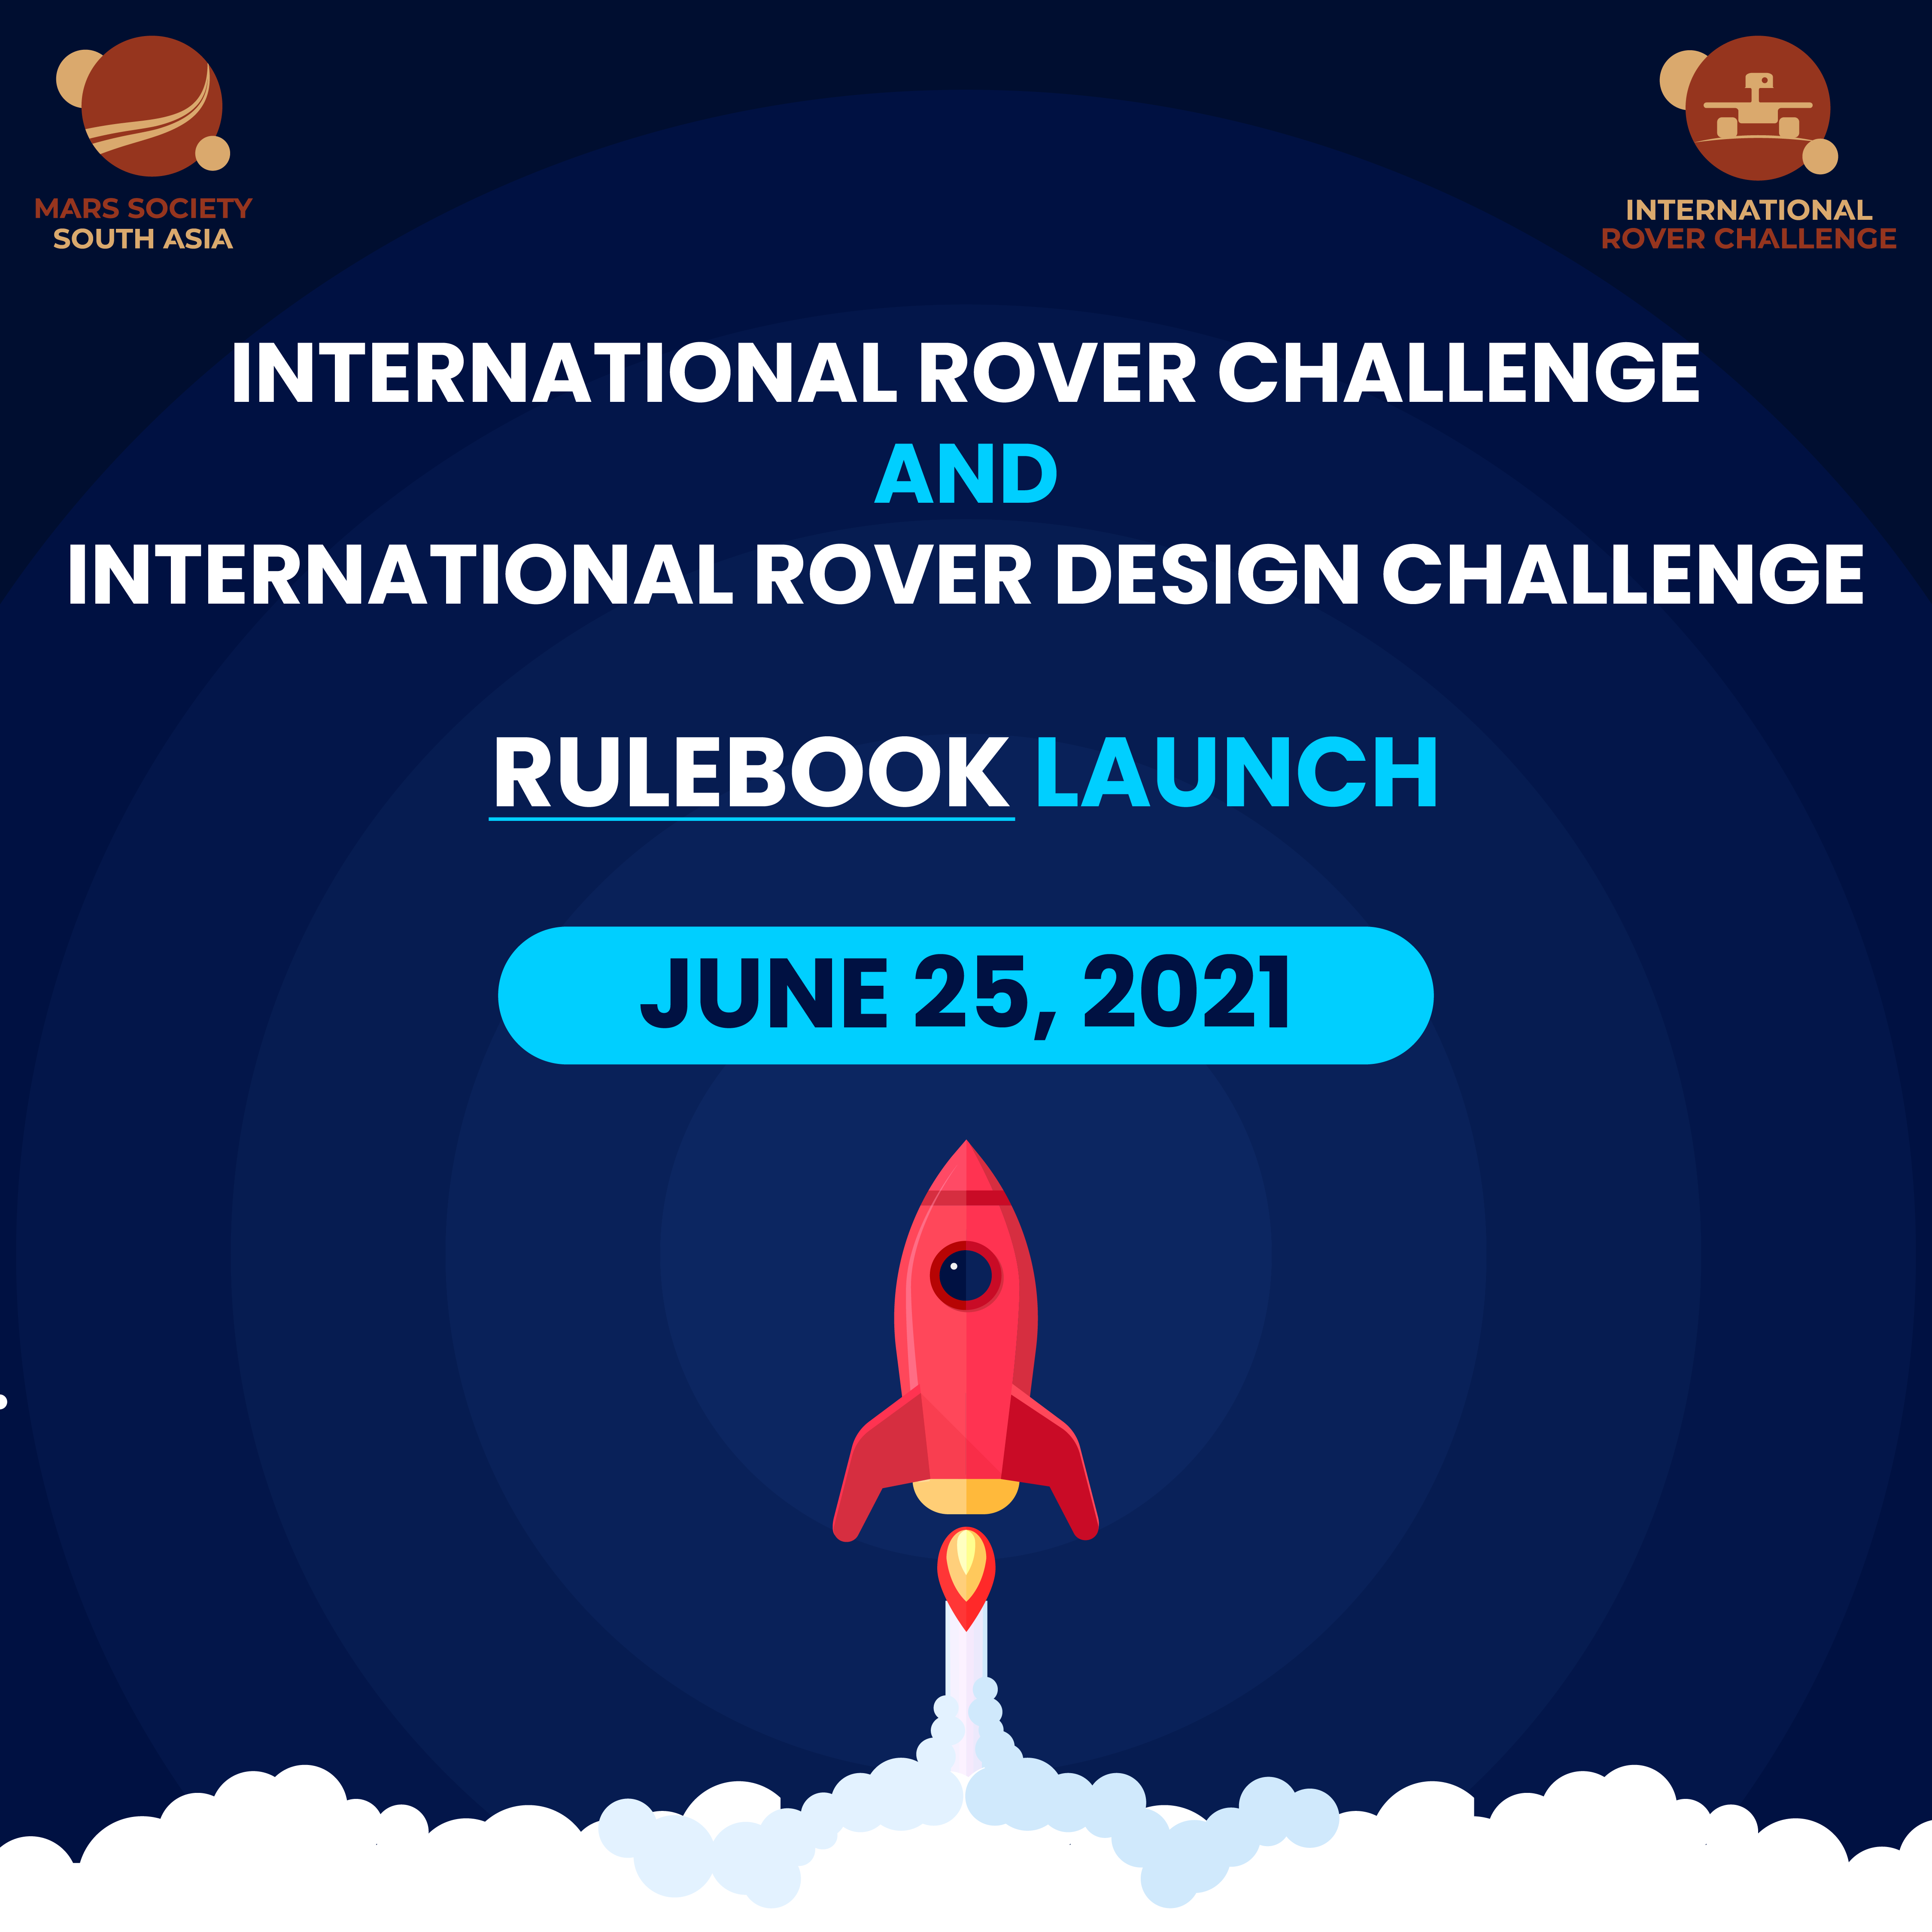 MARS SOCIETY
SOUTH ASIA
INTERNATIONAL
ROVER CHALLENGE
INTERNATIONAL ROVER CHALLENGE
AND
INTERNATIONAL ROVER DESIGN CHALLENGE
RULEBOOK LAUNCH
JUNE 25, 2021